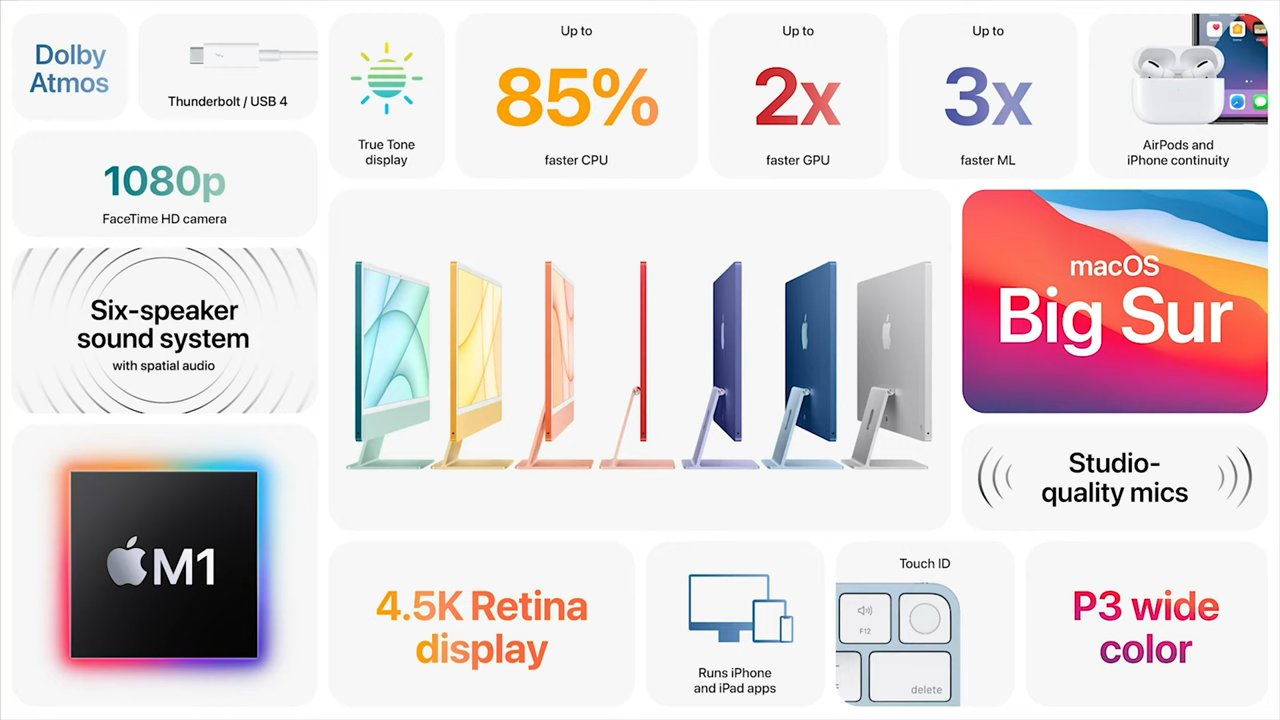 Dolby
Atmos
Thunderbolt / USB 4
True Tone
display
Up to
85%
faster CPU
Up to
2x
faster GPU
Up to
3x
faster ML
AirPods and
iPhone continuity
1080p
FaceTime HD camera
Six-speaker
sound system
with spatial audio
macOS
Big Sur
Studio-
quality mics
M1
4.5K Retina
display
Runs iPhone
and iPad apps
Touch ID
F12
delete
P3 wide
color